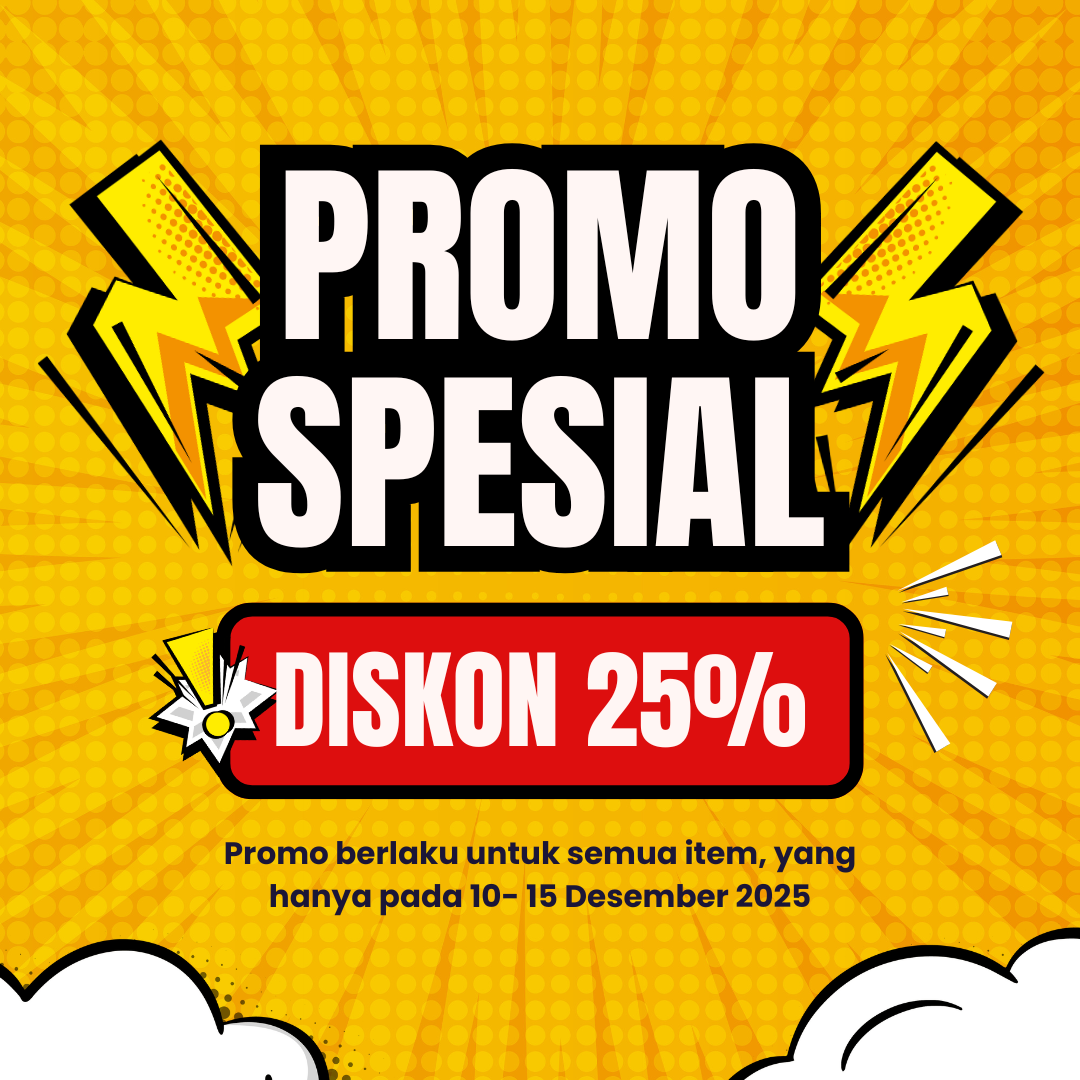 PROMO
SPESIAL
DISKON 25%
Promo berlaku untuk semua item, yang
hanya pada 10- 15 Desember 2025